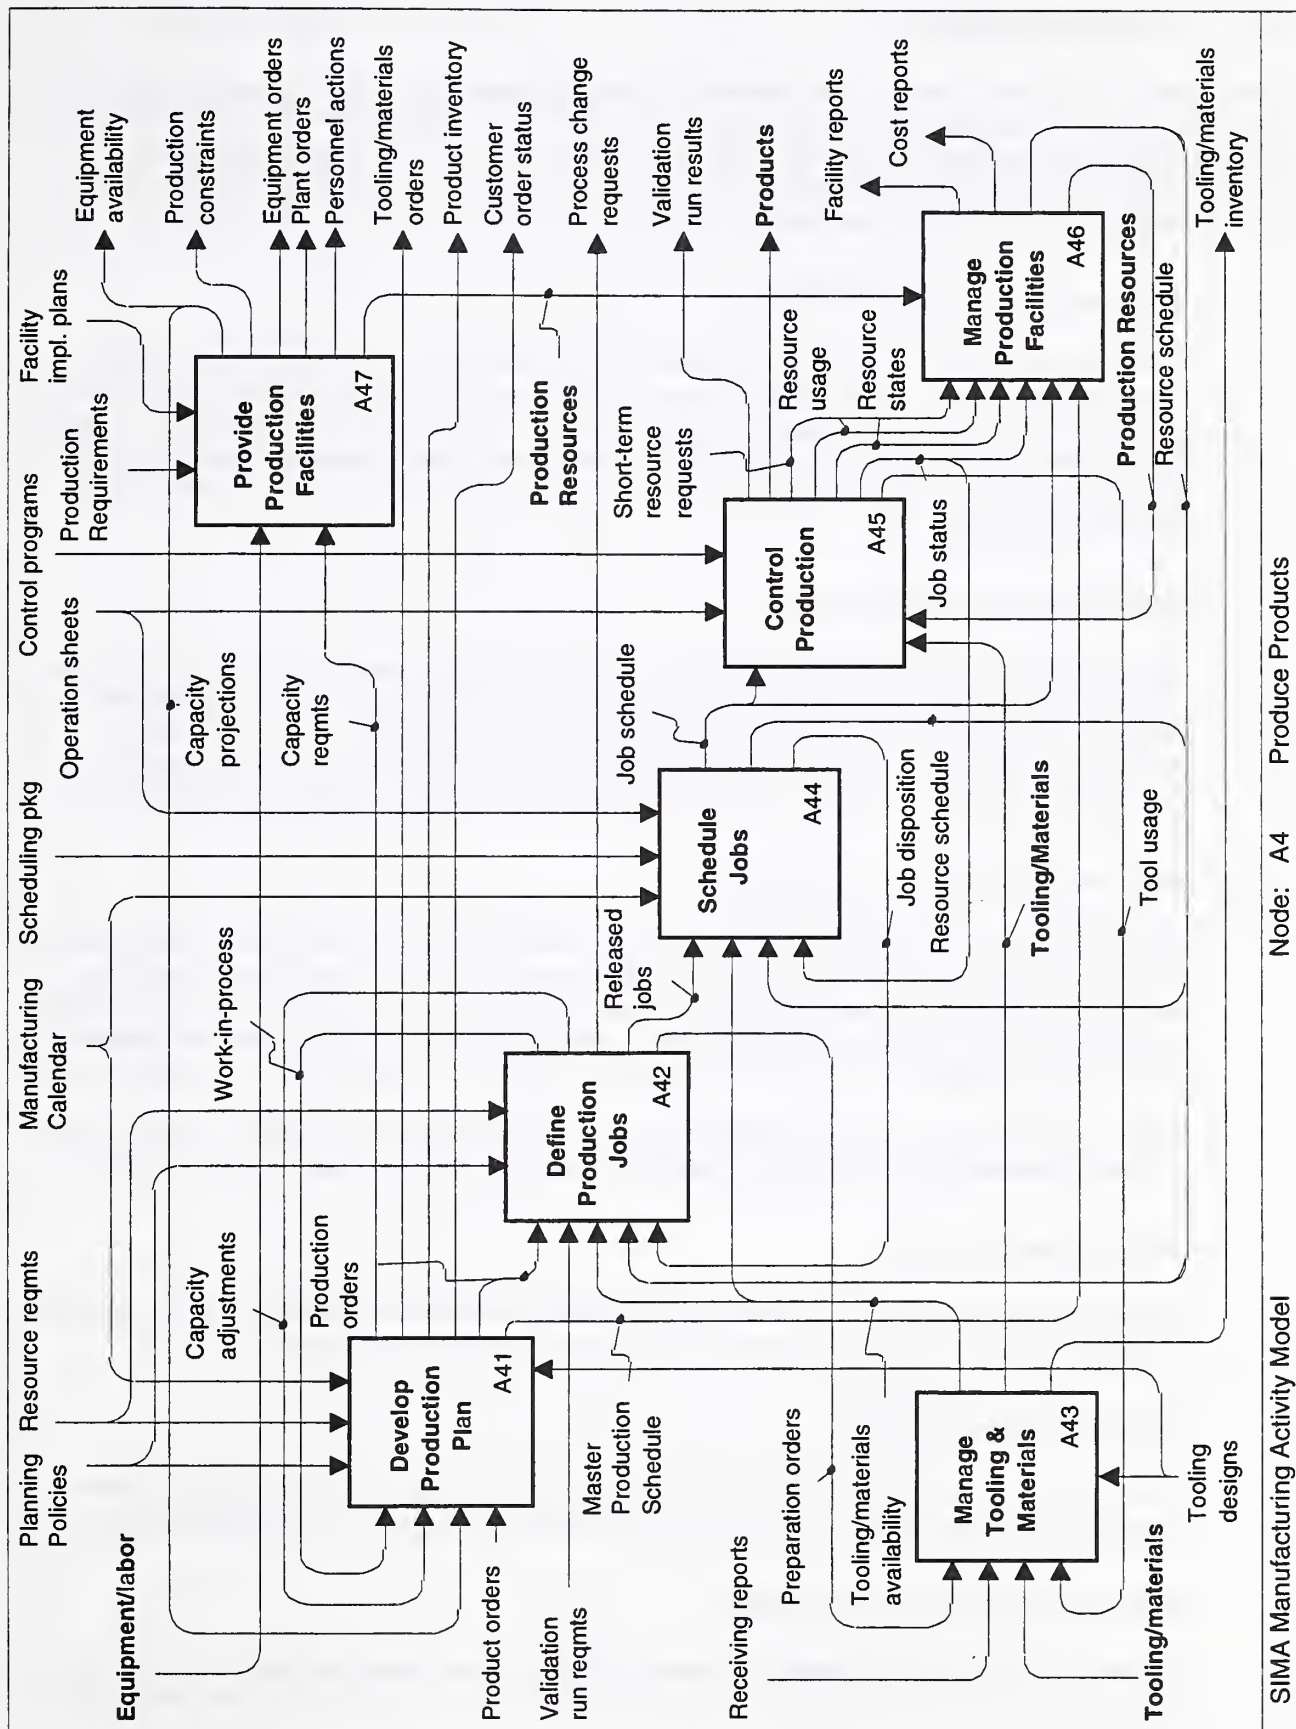 Planning
Policies
Resource reqmts
Manufacturing
Calendar
Scheduling pkg
Operation sheets
Control programs
Production
Requirements
Facility
impl. plans
Equipment
availability
Production
constraints
Equipment orders
Plant orders
Personnel actions
Tooling/materials
orders
Product inventory
Customer
order status
Process change
requests
Validation
run results
Products
Facility reports
Cost reports
Tooling/materials
inventory
Equipment/labor
Capacity
adjustments
Work-in-process
Capacity
projections
Capacity
reqmts
Provide
Production
Facilities
A47
Production
orders
Develop
Production
Plan
A41
Product orders
Validation
run reqmts
Define
Production
Jobs
A42
Released
jobs
Production
Resources
Master
Production
Schedule
Job schedule
Short-term
resource
requests
Resource
usage
Resource
states
Schedule
Jobs
A44
Control
Production
A45
Job status
Manage
Production
Facilities
A46
Receiving reports
Preparation orders
Tooling/materials
availability
Job disposition
Resource schedule
Manage
Tooling &
Materials
A43
Tooling/Materials
Tool usage
Production Resources
Resource schedule
Tooling/materials
Tooling
designs
SIMA Manufacturing Activity Model
Node: A4
Produce Products